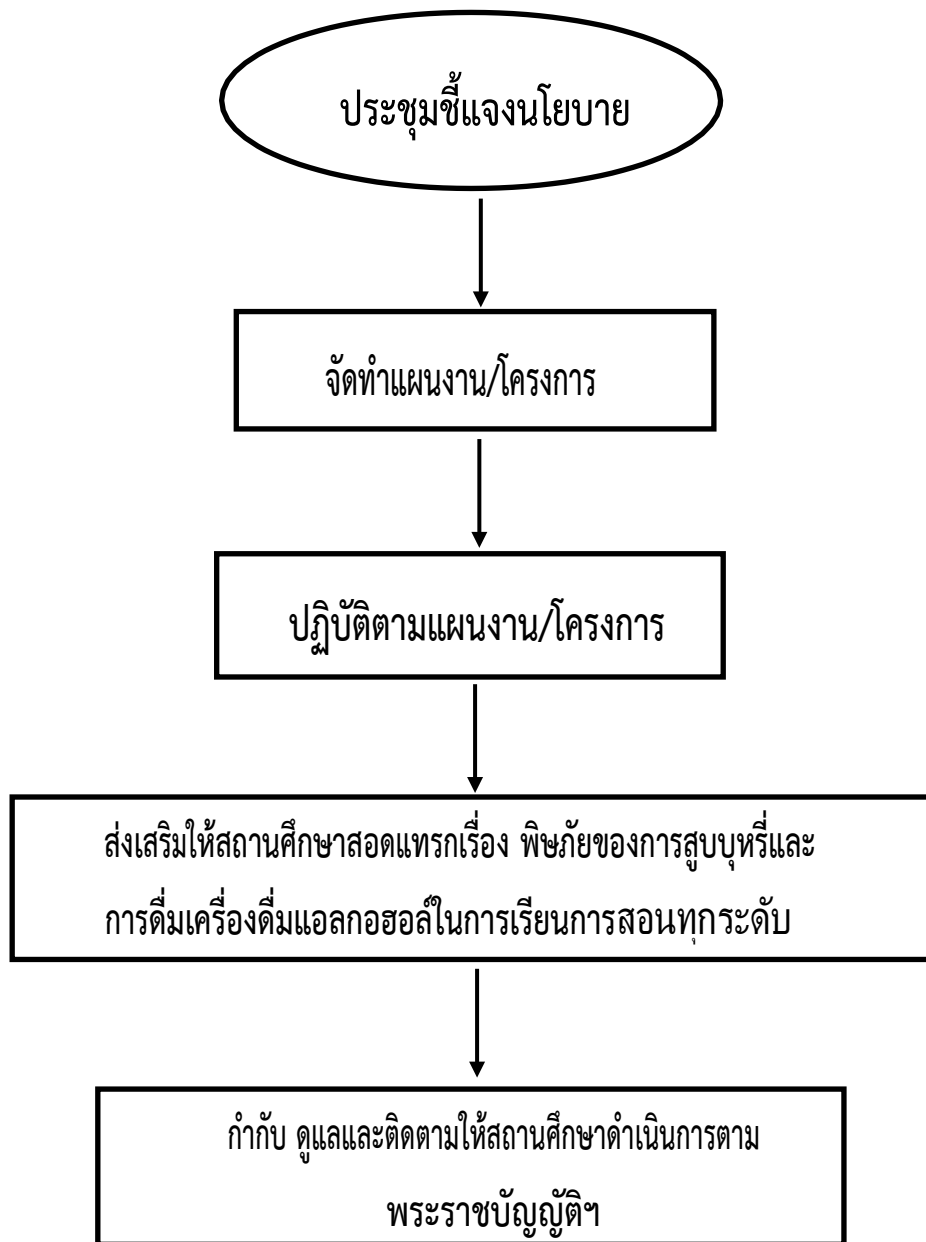 ประชุมชี้แจงนโยบาย
จัดทำแผนงาน/โครงการ
ปฏิบัติตามแผนงาน/โครงการ
ส่งเสริมให้สถานศึกษาสอดแทรกเรื่อง พิษภัยของการสูบบุหรี่และ
การดื่มเครื่องดื่มแอลกอฮอล์ในการเรียนการสอนทุกระดับ
กำกับ ดูแลและติดตามให้สถานศึกษาดำเนินการตาม
พระราชบัญญัติฯ